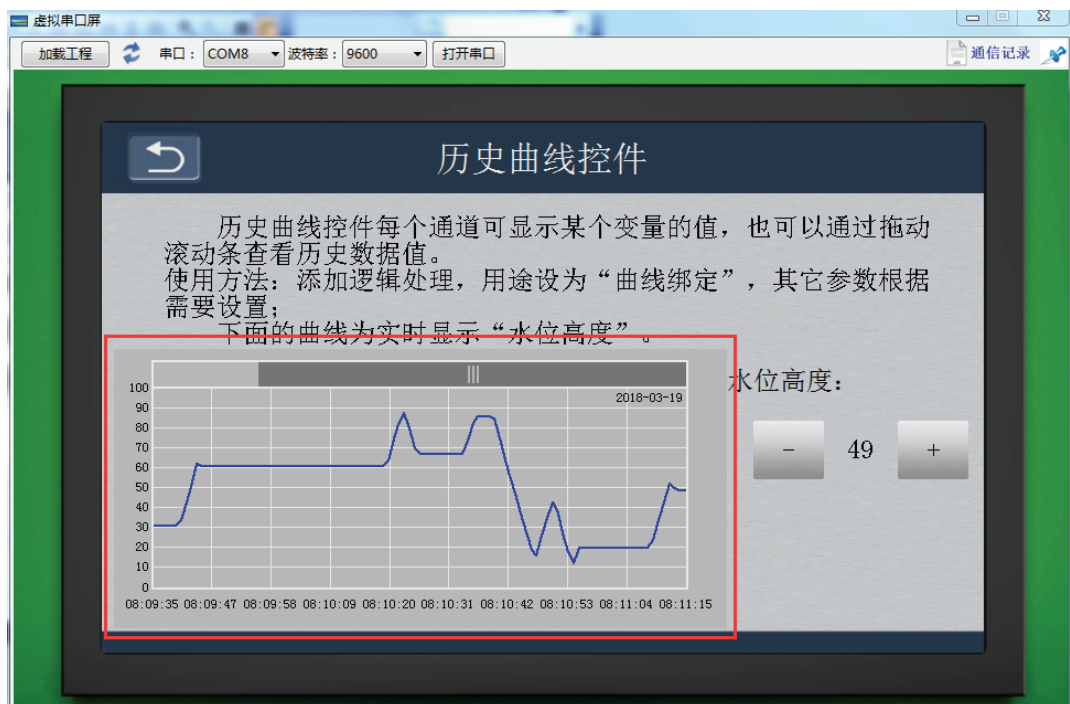 虚拟串口屏
加载工程 串口: COM8 波特率: 9600 打开串口 通信记录
历史曲线控件
历史曲线控件每个通道可显示某个变量的值，也可以通过拖动
滚动条查看历史数据值。
使用方法：添加逻辑处理，用途设为“曲线绑定”，其它参数根据
需要设置；
下面的曲线为实时显示“水位高度”。
水位高度：
- 49 +
2018-03-19
100
90
80
70
60
50
40
30
20
10
0
08:09:35 08:09:47 08:09:58 08:10:09 08:10:20 08:10:31 08:10:42 08:10:53 08:11:04 08:11:15